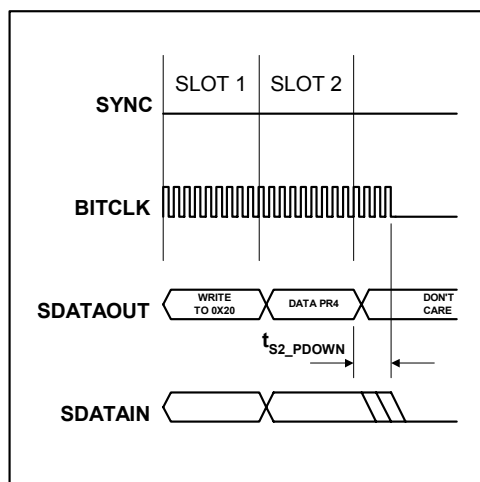 SLOT 1 SLOT 2
SYNC
BITCLK
SDATAOUT
WRITE
TO 0X20
DATA PR4
DON'T
CARE
tS2_PDOWN
SDATAIN